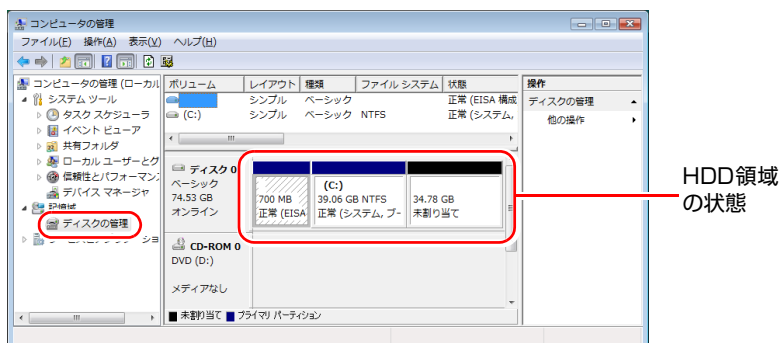 コンピュータの管理
ファイル(F) 操作(A) 表示(V) ヘルプ(H)
コンピュータの管理 (ローカル
システム ツール
タスク スケジューラ
イベント ビューア
共有フォルダ
ローカル ユーザーとグ
信頼性とパフォーマン
デバイス マネージャ
記憶域
ディスクの管理
ボリューム レイアウト 種類 ファイル システム 状態
シンプル ベーシック 正常 (EISA 構成
(C:) シンプル ベーシック NTFS 正常 (システム,
ディスク 0
ベーシック
74.53 GB
オンライン
700 MB
正常 (EISA
(C:)
39.06 GB NTFS
正常 (システム, ブー
34.78 GB
未割り当て
CD-ROM 0
DVD (D:)
メディアなし
未割り当て プライマリ パーティション
操作
ディスクの管理
他の操作
HDD領域
の状態